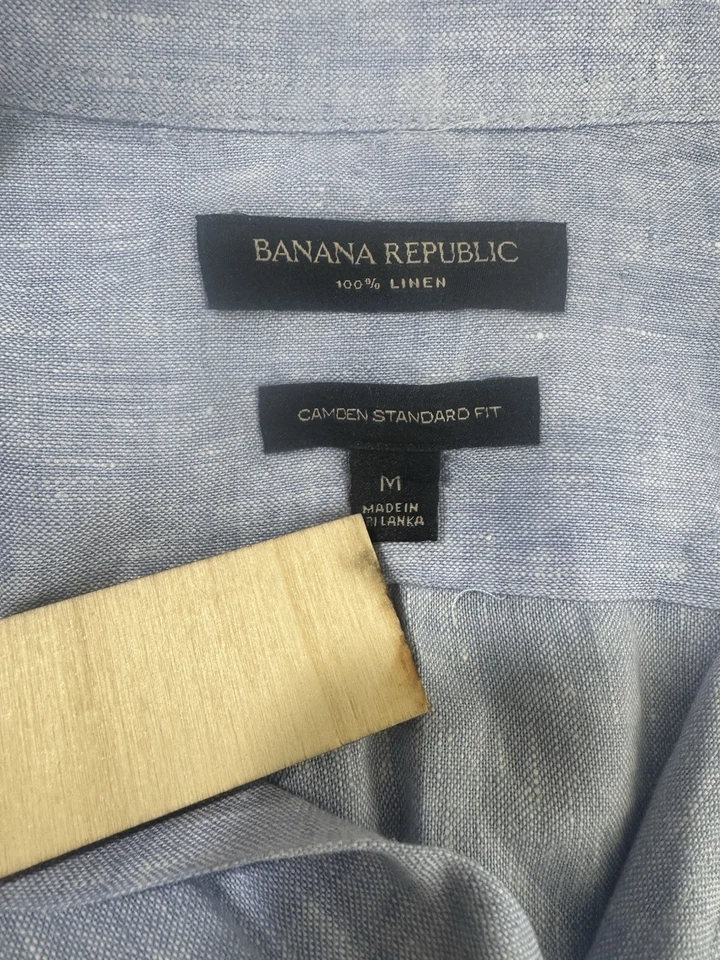 BANANA REPUBLIC
100% LINEN
CAMDEN STANDARD FIT
M
MADE IN
LANKA